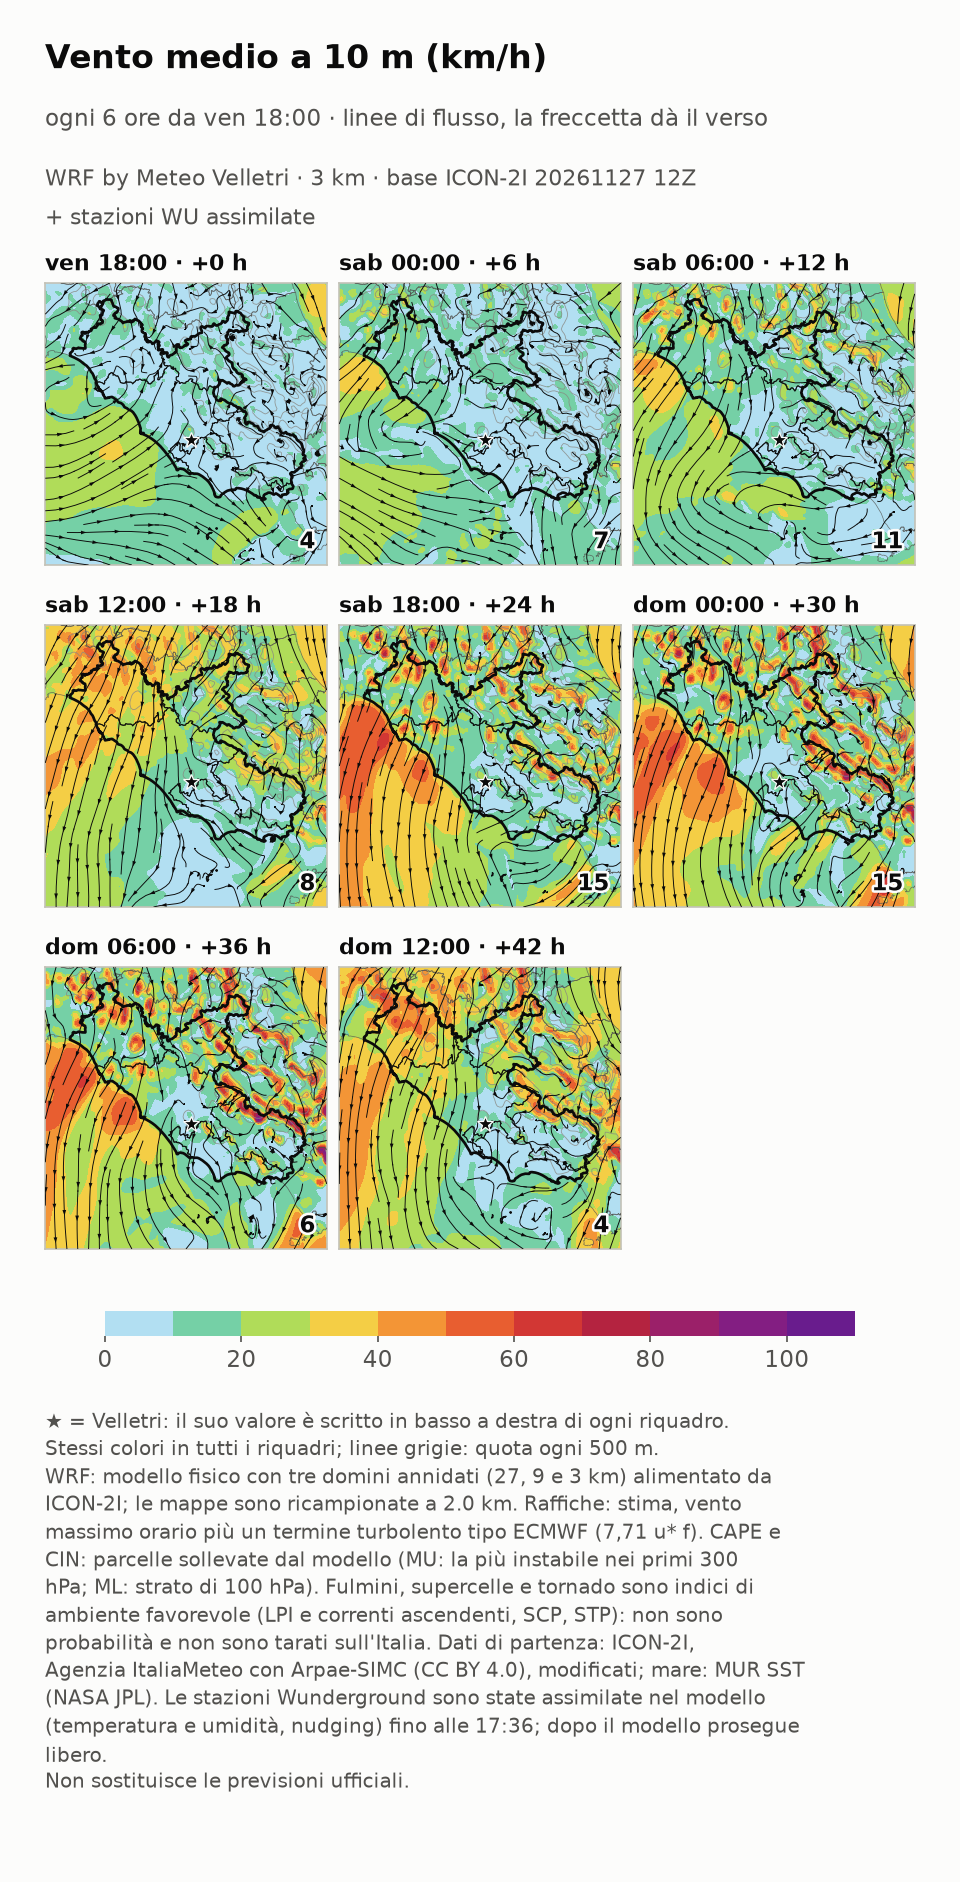 Vento medio a 10 m (km/h)
ogni 6 ore da ven 18:00 · linee di flusso, la freccetta dà il verso
WRF by Meteo Velletri · 3 km · base ICON-2I 20261127 12Z
+ stazioni WU assimilate
ven 18:00 · +0 h
sab 00:00 · +6 h
sab 06:00 · +12 h
4
7
11
sab 12:00 · +18 h
sab 18:00 · +24 h
dom 00:00 · +30 h
8
15
15
dom 06:00 · +36 h
dom 12:00 · +42 h
6
4
0 20 40 60 80 100
★ = Velletri: il suo valore è scritto in basso a destra di ogni riquadro.
Stessi colori in tutti i riquadri; linee grigie: quota ogni 500 m.
WRF: modello fisico con tre domini annidati (27, 9 e 3 km) alimentato da
ICON-2I; le mappe sono ricampionate a 2.0 km. Raffiche: stima, vento
massimo orario più un termine turbolento tipo ECMWF (7,71 u* f). CAPE e
CIN: parcelle sollevate dal modello (MU: la più instabile nei primi 300
hPa; ML: strato di 100 hPa). Fulmini, supercelle e tornado sono indici di
ambiente favorevole (LPI e correnti ascendenti, SCP, STP): non sono
probabilità e non sono tarati sull'Italia. Dati di partenza: ICON-2I,
Agenzia ItaliaMeteo con Arpae-SIMC (CC BY 4.0), modificati; mare: MUR SST
(NASA JPL). Le stazioni Wunderground sono state assimilate nel modello
(temperatura e umidità, nudging) fino alle 17:36; dopo il modello prosegue
libero.
Non sostituisce le previsioni ufficiali.